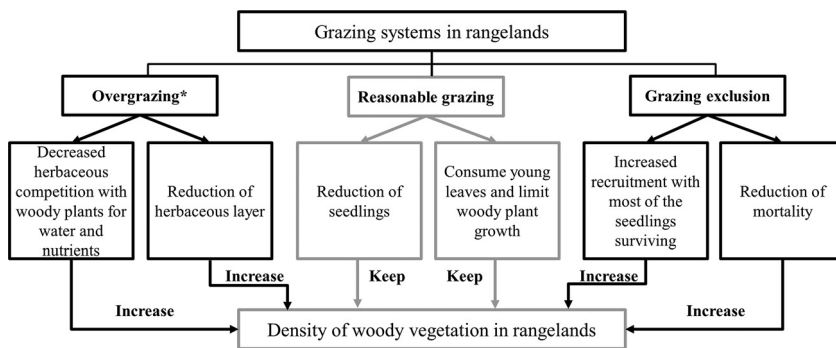 Grazing systems in rangelands
Overgrazing*
Reasonable grazing
Grazing exclusion
Decreased
herbaceous
competition with
woody plants for
water and
nutrients
Reduction of
herbaceous layer
Reduction of
seedlings
Consume young
leaves and limit
woody plant
growth
Increased
recruitment with
most of the
seedlings
surviving
Reduction of
mortality
Increase
Keep
Keep
Increase
Increase
Increase
Density of woody vegetation in rangelands